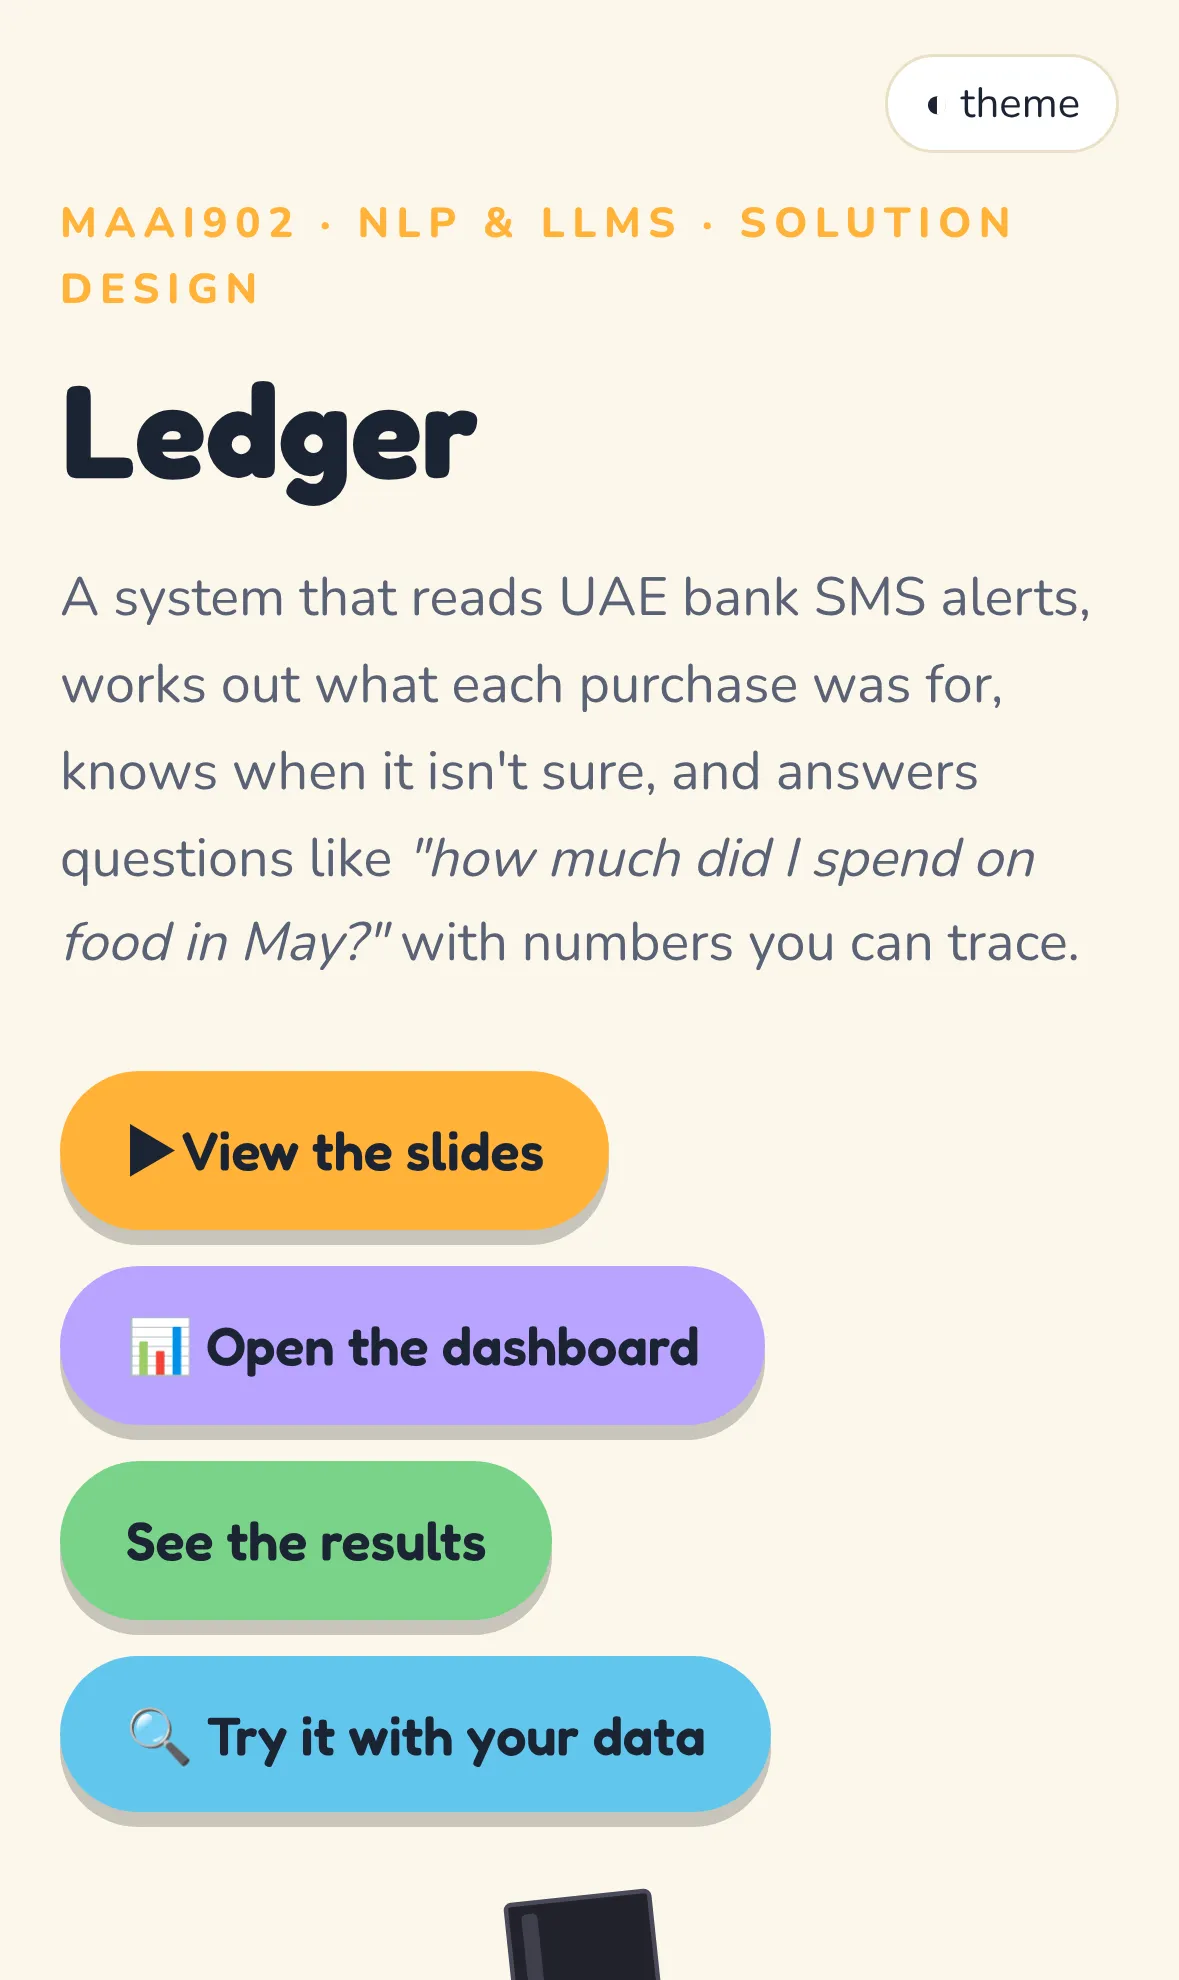 ◖ theme
MAAI902 · NLP & LLMS · SOLUTION
DESIGN
Ledger
A system that reads UAE bank SMS alerts,
works out what each purchase was for,
knows when it isn't sure, and answers
questions like "how much did I spend on
food in May?" with numbers you can trace.
▶View the slides
📊 Open the dashboard
See the results
🔍 Try it with your data